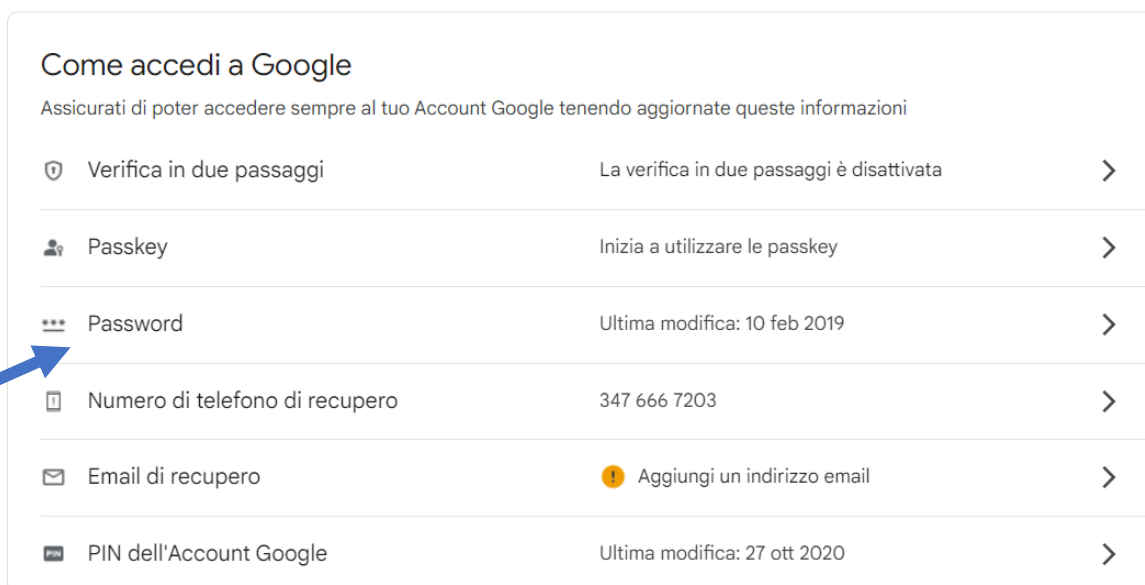 Come accedi a Google
Assicurati di poter accedere sempre al tuo Account Google tenendo aggiornate queste informazioni
Verifica in due passaggi La verifica in due passaggi è disattivata
Passkey Inizia a utilizzare le passkey
*** Password Ultima modifica: 10 feb 2019
Numero di telefono di recupero 347 666 7203
Email di recupero ! Aggiungi un indirizzo email
PIN PIN dell'Account Google Ultima modifica: 27 ott 2020